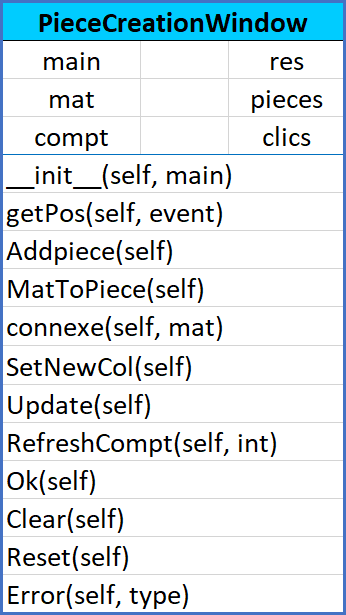 PieceCreationWindow
main res
mat pieces
compt clics
__init__(self, main)
getPos(self, event)
Addpiece(self)
MatToPiece(self)
connexe(self, mat)
SetNewCol(self)
Update(self)
RefreshCompt(self, int)
Ok(self)
Clear(self)
Reset(self)
Error(self, type)